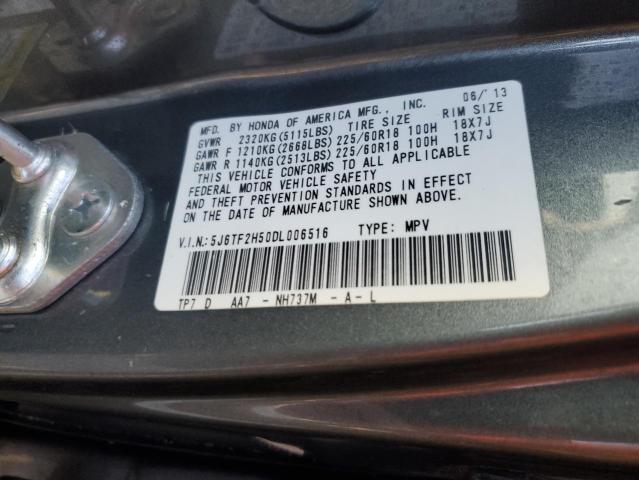 MFD. BY HONDA OF AMERICA MFG., INC. 06/'13
GVWR 2320KG(5115LBS) TIRE SIZE RIM SIZE
GAWR F 1210KG(2668LBS) 225/60R18 100H 18X7J
GAWR R 1140KG(2513LBS) 225/60R18 100H 18X7J
THIS VEHICLE CONFORMS TO ALL APPLICABLE
FEDERAL MOTOR VEHICLE SAFETY
AND THEFT PREVENTION STANDARDS IN EFFECT
ON THE DATE OF MANUFACTURE SHOWN ABOVE.
V.I.N.:5J6TF2H50DL006516 TYPE: MPV
TP7 D AA7 - NH737M - A - L